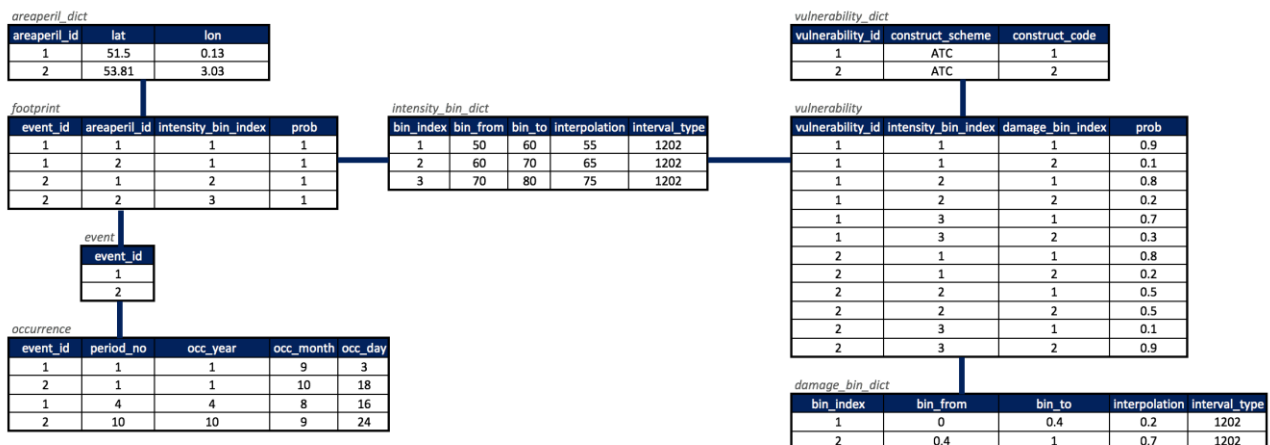 areaperil_dict
areaperil_id lat lon
1 51.5 0.13
2 53.81 3.03
footprint
event_id areaperil_id intensity_bin_index prob
1 1 1 1
1 2 1 1
2 1 2 1
2 2 3 1
event
event_id
1
2
occurrence
event_id period_no occ_year occ_month occ_day
1 1 1 9 3
2 1 1 10 18
1 4 4 8 16
2 10 10 9 24
intensity_bin_dict
bin_index bin_from bin_to interpolation interval_type
1 50 60 55 1202
2 60 70 65 1202
3 70 80 75 1202
vulnerability_dict
vulnerability_id construct_scheme construct_code
1 ATC 1
2 ATC 2
vulnerability
vulnerability_id intensity_bin_index damage_bin_index prob
1 1 1 0.9
1 1 2 0.1
1 2 1 0.8
1 2 2 0.2
1 3 1 0.7
1 3 2 0.3
2 1 1 0.8
2 1 2 0.2
2 2 1 0.5
2 2 2 0.5
2 3 1 0.1
2 3 2 0.9
damage_bin_dict
bin_index bin_from bin_to interpolation interval_type
1 0 0.4 0.2 1202
2 0.4 1 0.7 1202